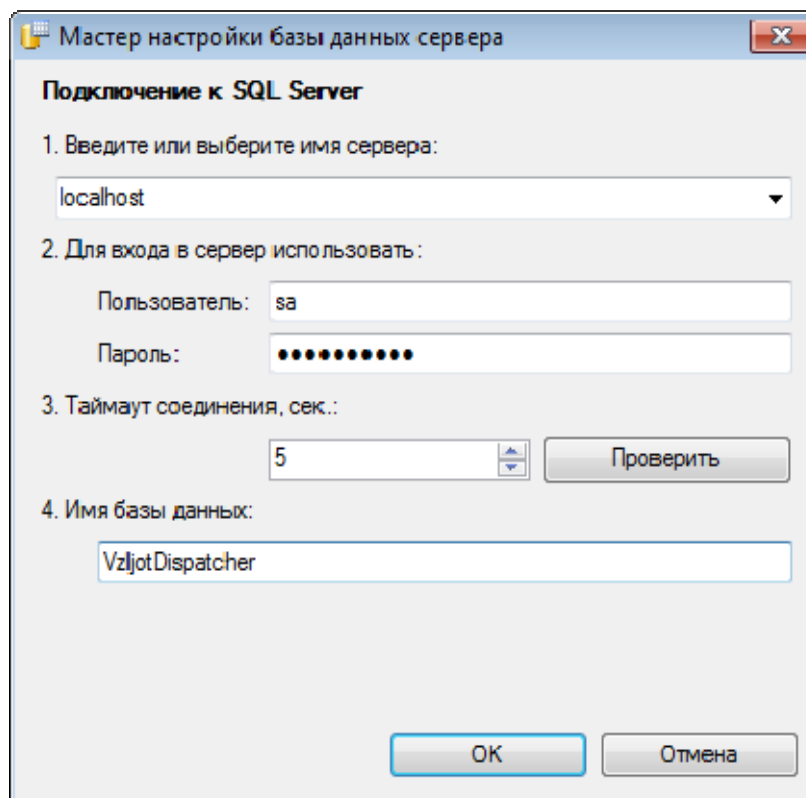 Мастер настройки базы данных сервера
Подключение к SQL Server
1. Введите или выберите имя сервера:
localhost
2. Для входа в сервер использовать:
Пользователь: sa
Пароль: ••••••••••
3. Таймаут соединения, сек.:
5 Проверить
4. Имя базы данных:
VzljotDispatcher
OK Отмена